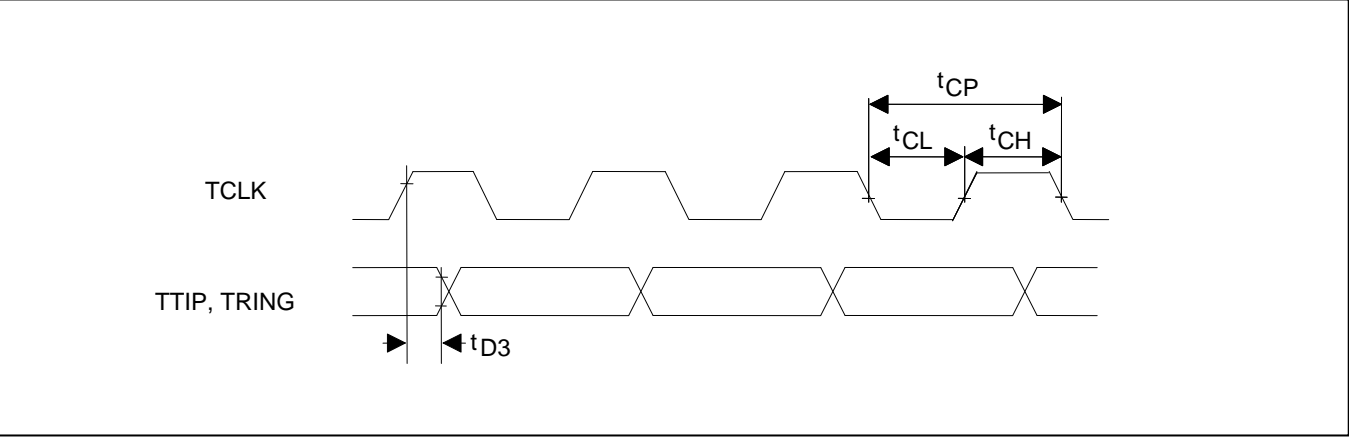 tCP
tCL
tCH
TCLK
TTIP, TRING
tD3